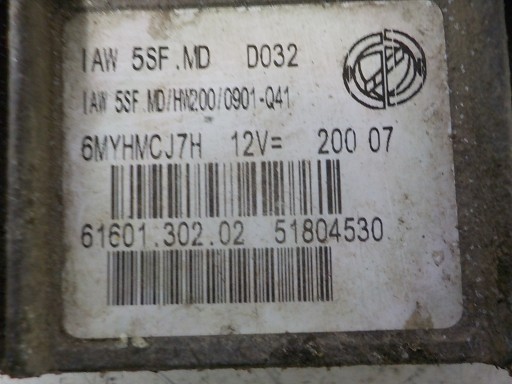 IAW 5SF.MD D032
IAW 5SF.MD/HW200/0901-Q41
6MYHMCJ7H 12V= 200 07
61601.302.02 51804530